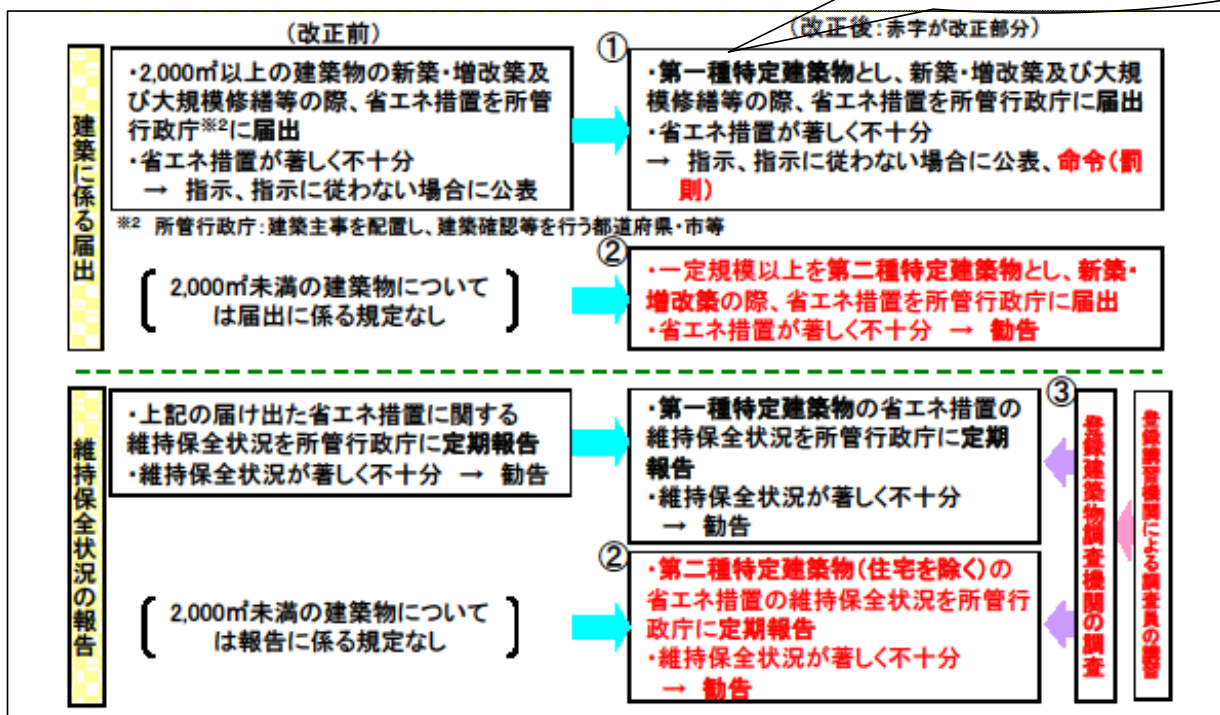 (改正前)
(改正後:赤字が改正部分)
建築に係る届出
・2,000㎡以上の建築物の新築・増改築及
び大規模修繕等の際、省エネ措置を所管
行政庁※2に届出
・省エネ措置が著しく不十分
→ 指示、指示に従わない場合に公表
①
・第一種特定建築物とし、新築・増改築及び大規
模修繕等の際、省エネ措置を所管行政庁に届出
・省エネ措置が著しく不十分
→ 指示、指示に従わない場合に公表、命令(罰
則)
※2 所管行政庁:建築主事を配置し、建築確認等を行う都道府県・市等
2,000㎡未満の建築物について
は届出に係る規定なし
②
・一定規模以上を第二種特定建築物とし、新築・
増改築の際、省エネ措置を所管行政庁に届出
・省エネ措置が著しく不十分 → 勧告
維持保全状況の報告
・上記の届け出た省エネ措置に関する
維持保全状況を所管行政庁に定期報告
・維持保全状況が著しく不十分 → 勧告
・第一種特定建築物の省エネ措置の
維持保全状況を所管行政庁に定期
報告
・維持保全状況が著しく不十分
→ 勧告
2,000㎡未満の建築物について
は報告に係る規定なし
②
・第二種特定建築物(住宅を除く)の
省エネ措置の維持保全状況を所管行
政庁に定期報告
・維持保全状況が著しく不十分
→ 勧告
③
登録建築物調査機関の調査
登録講習機関による調査員の講習